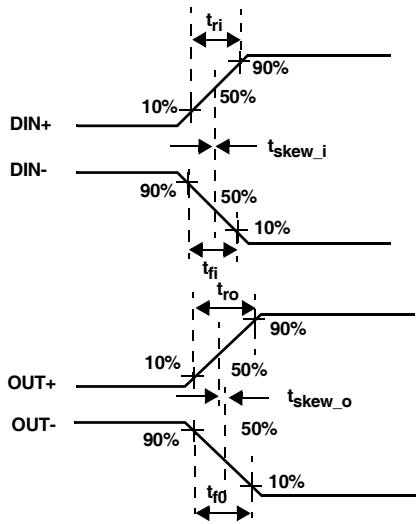 tri
90%
10%
50%
DIN+
tskew_i
DIN-
90%
50%
10%
tfi
tro
90%
10%
50%
OUT+
tskew_o
OUT-
90%
50%
10%
tf0